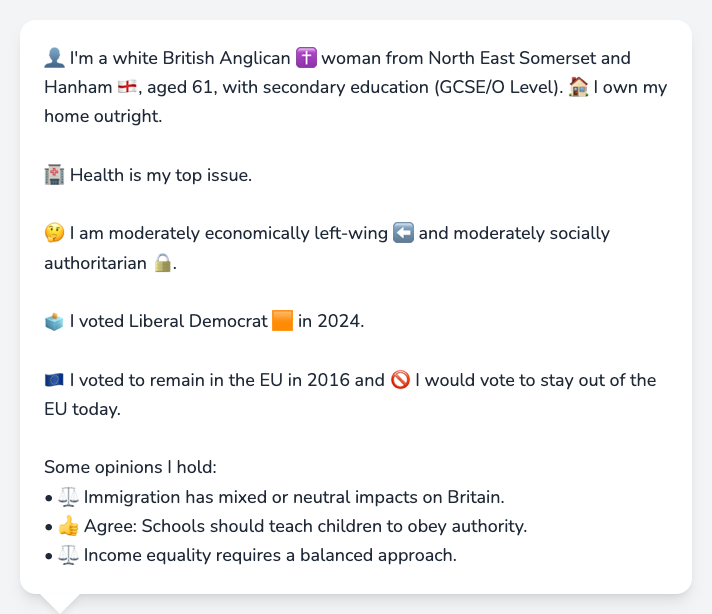 👤 I'm a white British Anglican ✝️ woman from North East Somerset and
Hanham 🏴󠁧󠁢󠁥󠁮󠁧󠁿, aged 61, with secondary education (GCSE/O Level). 🏠 I own my
home outright.
🏥 Health is my top issue.
🤔 I am moderately economically left-wing ⬅️ and moderately socially
authoritarian 🔒.
🗳️ I voted Liberal Democrat 🟧 in 2024.
🇪🇺 I voted to remain in the EU in 2016 and 🚫 I would vote to stay out of the
EU today.
Some opinions I hold:
• ⚖️ Immigration has mixed or neutral impacts on Britain.
• 👍 Agree: Schools should teach children to obey authority.
• ⚖️ Income equality requires a balanced approach.